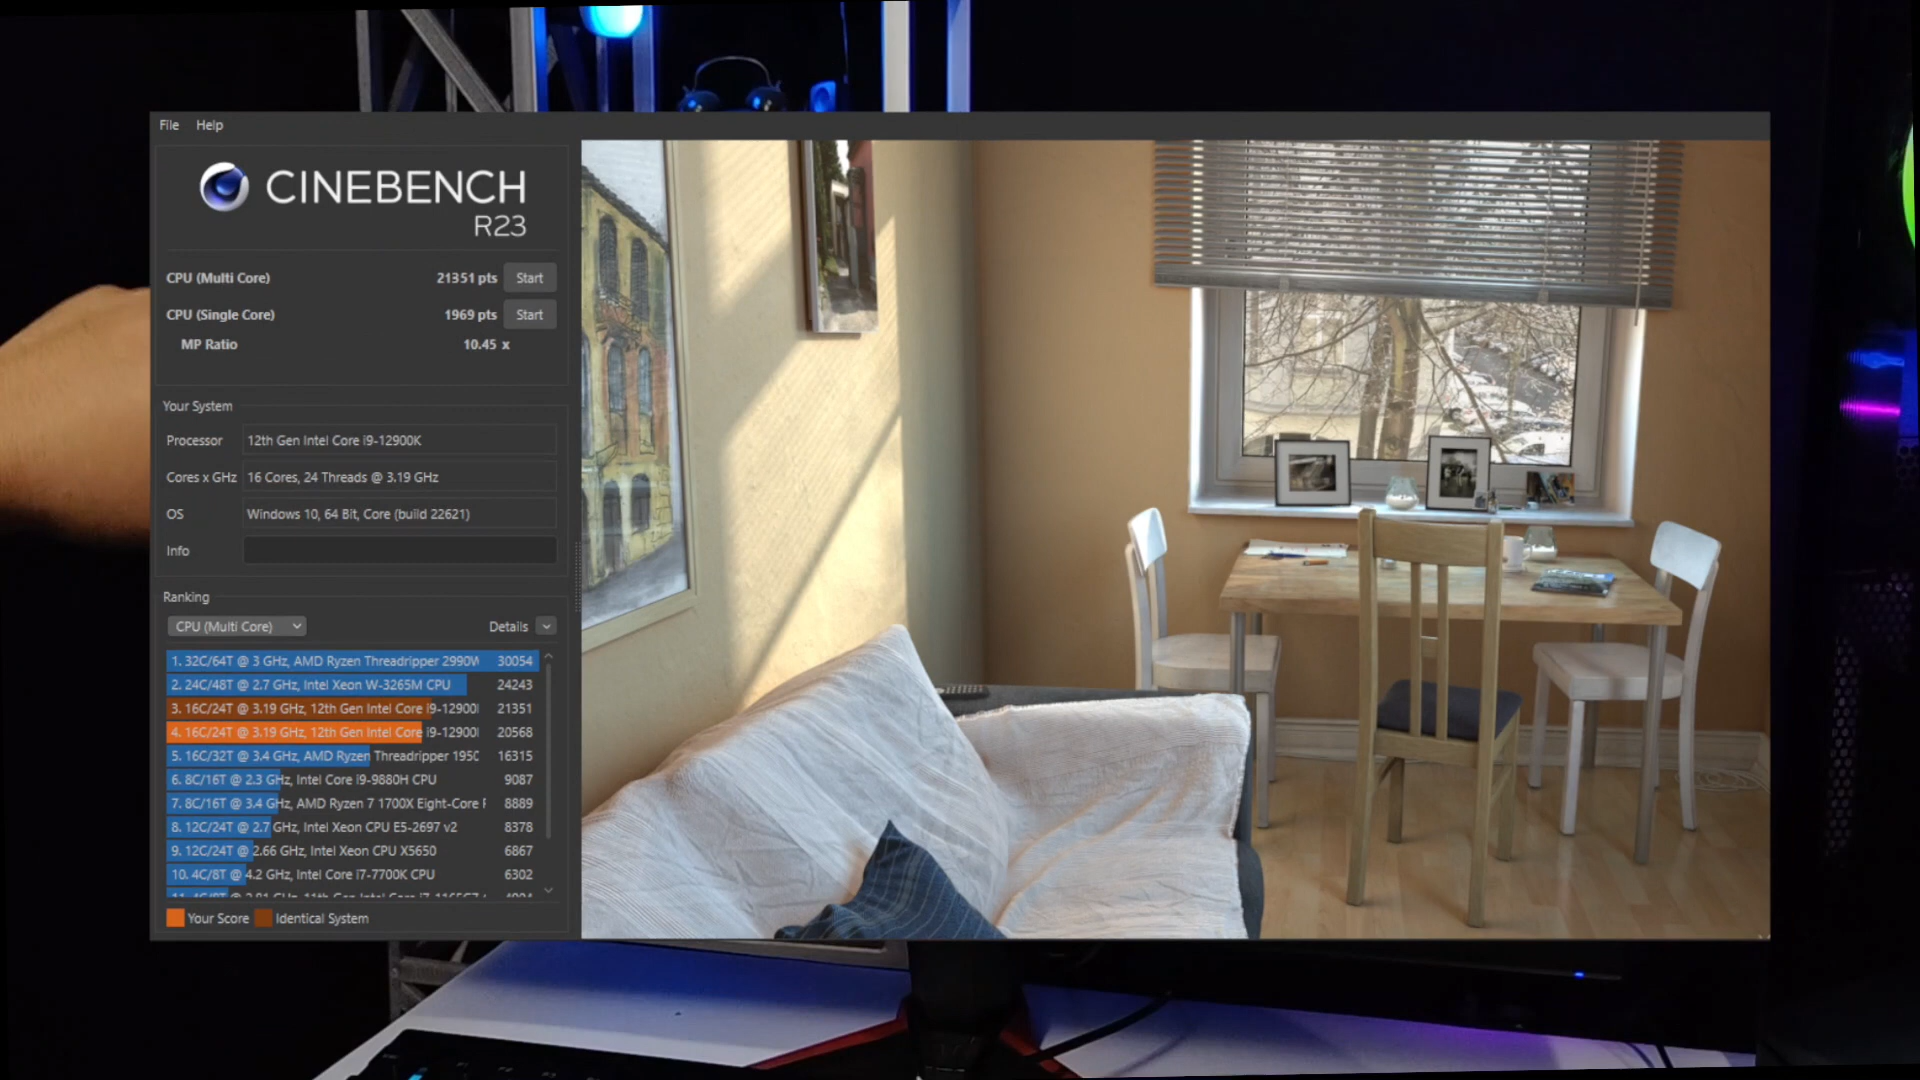 File Help
CINEBENCH
R23
CPU (Multi Core) 21351 pts Start
CPU (Single Core) 1969 pts Start
MP Ratio 10.45 x
Your System
Processor 12th Gen Intel Core i9-12900K
Cores x GHz 16 Cores, 24 Threads @ 3.19 GHz
OS Windows 10, 64 Bit, Core (build 22621)
Info
Ranking
CPU (Multi Core) Details
1. 32C/64T @ 3 GHz, AMD Ryzen Threadripper 2990W 30054
2. 24C/48T @ 2.7 GHz, Intel Xeon W-3265M CPU 24243
3. 16C/24T @ 3.19 GHz, 12th Gen Intel Core i9-12900 21351
4. 16C/24T @ 3.19 GHz, 12th Gen Intel Core i9-12900 20568
5. 16C/32T @ 3.4 GHz, AMD Ryzen Threadripper 1950 16315
6. 8C/16T @ 2.3 GHz, Intel Core i9-9880H CPU 9087
7. 8C/16T @ 3.4 GHz, AMD Ryzen 7 1700X Eight-Core 8889
8. 12C/24T @ 2.7 GHz, Intel Xeon CPU E5-2697 v2 8378
9. 12C/24T @ 2.66 GHz, Intel Xeon CPU X5650 6867
10. 4C/8T @ 4.2 GHz, Intel Core i7-7700K CPU 6302
Your Score Identical System